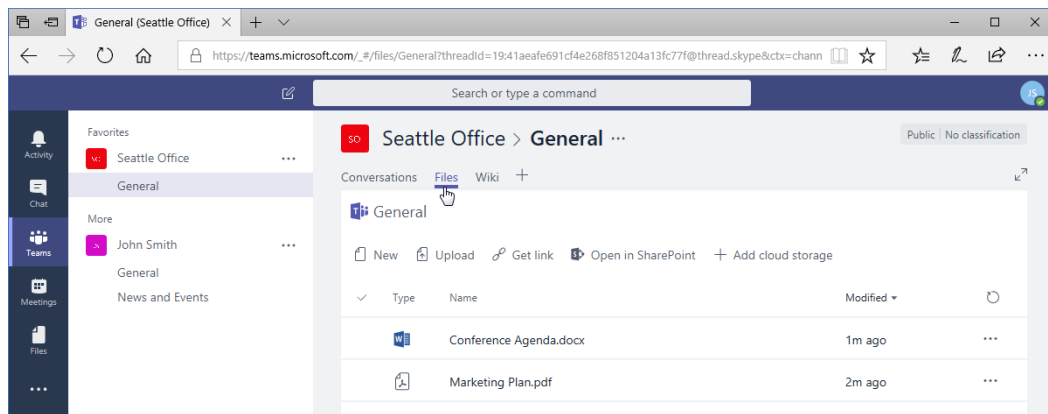 General (Seattle Office)
https://teams.microsoft.com/_#/files/General?threadId=19:41aeafe691cf4e268f851204a13fc77f@thread.skype&ctx=chann
Search or type a command
JS
Activity
Chat
Teams
Meetings
Files
Favorites
Seattle Office
General
More
John Smith
General
News and Events
SO
Seattle Office > General
Public | No classification
Conversations Files Wiki
General
New Upload Get link Open in SharePoint Add cloud storage
Type Name Modified
Conference Agenda.docx 1m ago
Marketing Plan.pdf 2m ago